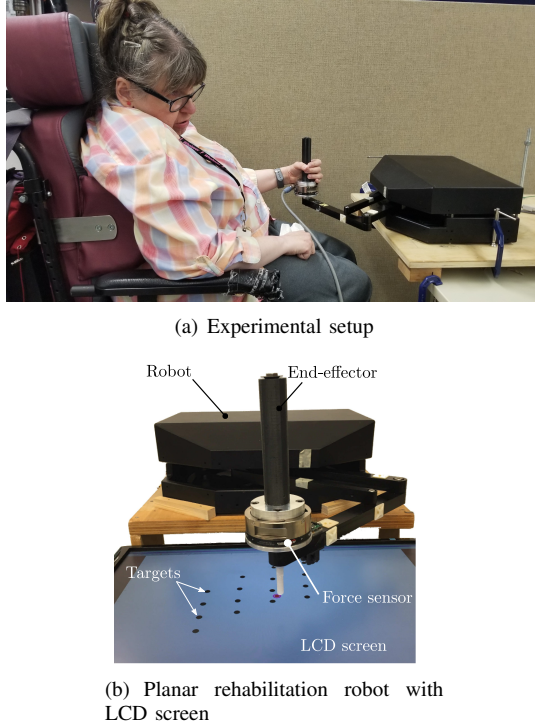 (a) Experimental setup
Robot
End-effector
Targets
Force sensor
LCD screen
(b) Planar rehabilitation robot with
LCD screen